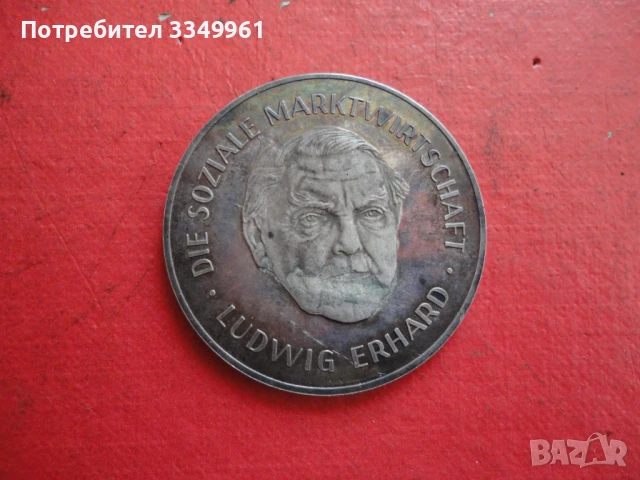 Потребител 3349961
· DIE SOZIALE MARKTWIRTSCHAFT ·
LUDWIG ERHARD
BAZAR